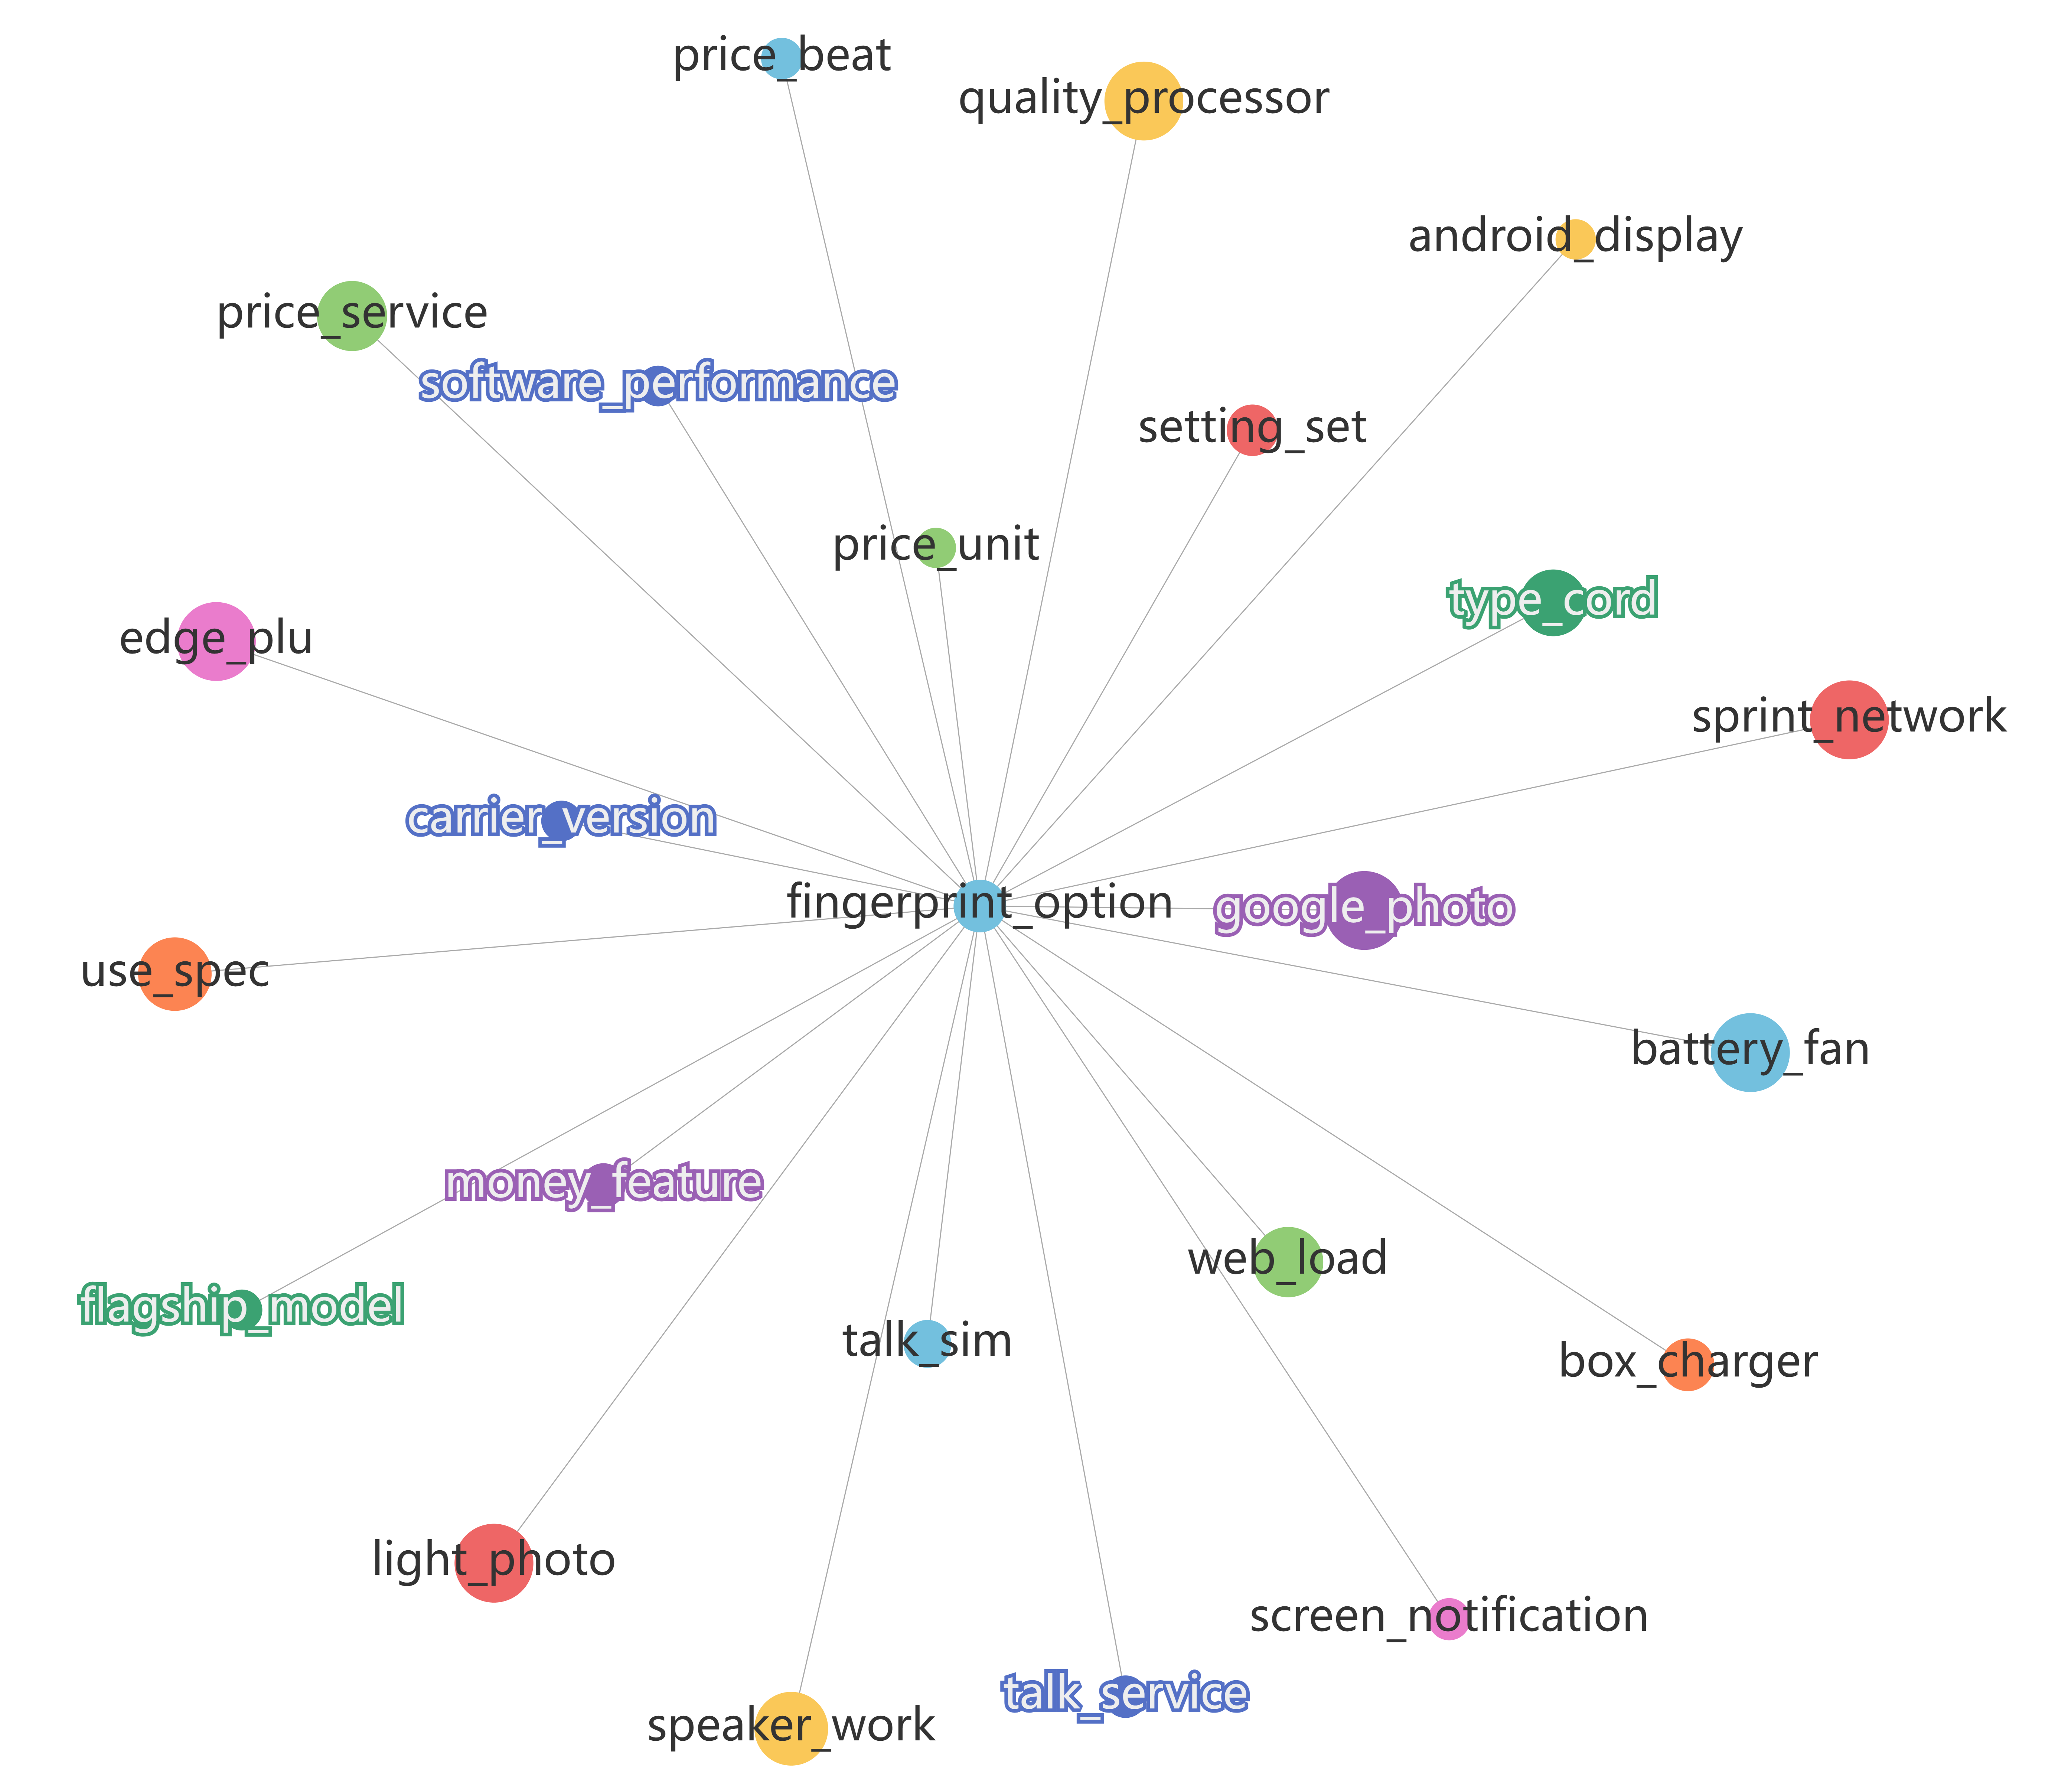 price_beat
quality_processor
android_display
price_service
software_performance
setting_set
price_unit
type_cord
edge_plu
sprint_network
carrier_version
fingerprint_option
google_photo
use_spec
battery_fan
money_feature
web_load
flagship_model
talk_sim
box_charger
light_photo
screen_notification
talk_service
speaker_work